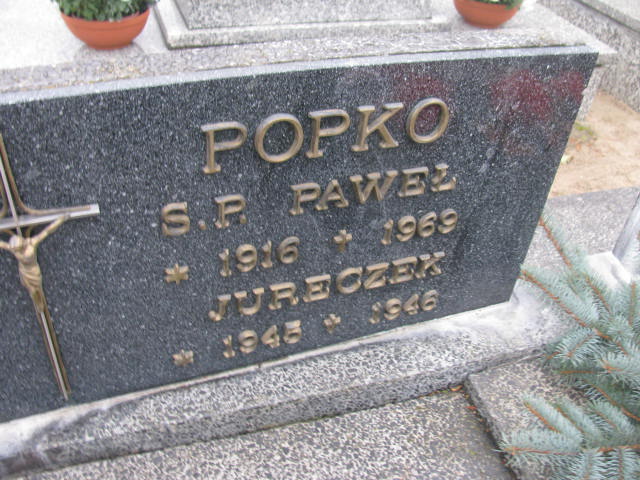 POPKO
Ś.P. PAWEŁ
* 1916 + 1969
JURECZEK
* 1945 + 1946